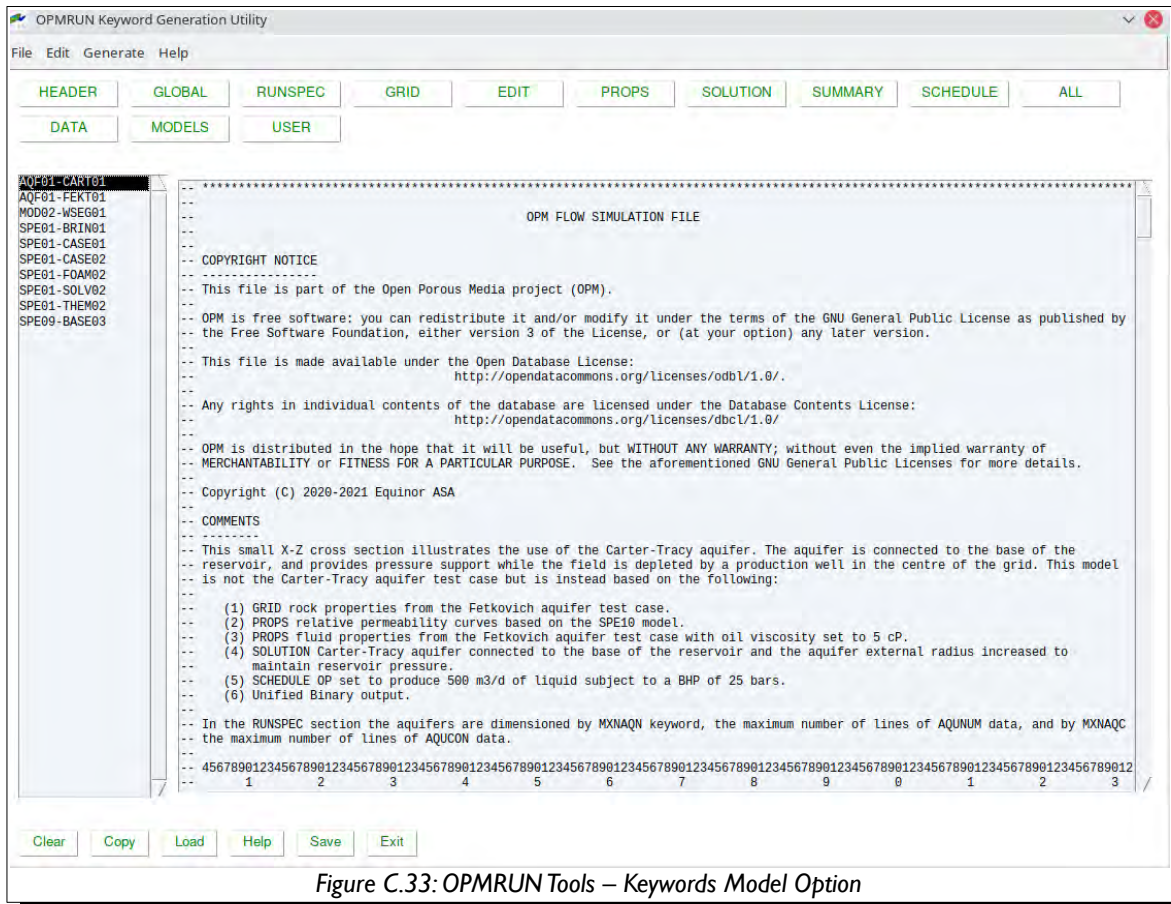 OPMRUN Keyword Generation Utility
File Edit Generate Help
HEADER GLOBAL RUNSPEC GRID EDIT PROPS SOLUTION SUMMARY SCHEDULE ALL
DATA MODELS USER
AQF01-CART01
AQF01-FEKT01
MOD02-WSEG01
SPE01-BRIN01
SPE01-CASE01
SPE01-CASE02
SPE01-FOAM02
SPE01-SOLV02
SPE01-THEM02
SPE09-BASE03
-- *********************************************************************************************************************************
--
-- OPM FLOW SIMULATION FILE
--
--
-- COPYRIGHT NOTICE
-- ----------------
-- This file is part of the Open Porous Media project (OPM).
--
-- OPM is free software: you can redistribute it and/or modify it under the terms of the GNU General Public License as published by
-- the Free Software Foundation, either version 3 of the License, or (at your option) any later version.
--
-- This file is made available under the Open Database License:
-- http://opendatacommons.org/licenses/odbl/1.0/.
--
-- Any rights in individual contents of the database are licensed under the Database Contents License:
-- http://opendatacommons.org/licenses/dbcl/1.0/
--
-- OPM is distributed in the hope that it will be useful, but WITHOUT ANY WARRANTY; without even the implied warranty of
-- MERCHANTABILITY or FITNESS FOR A PARTICULAR PURPOSE.  See the aforementioned GNU General Public Licenses for more details.
--
-- Copyright (C) 2020-2021 Equinor ASA
--
-- COMMENTS
-- --------
-- This small X-Z cross section illustrates the use of the Carter-Tracy aquifer. The aquifer is connected to the base of the
-- reservoir, and provides pressure support while the field is depleted by a production well in the centre of the grid. This model
-- is not the Carter-Tracy aquifer test case but is instead based on the following:
--
-- (1) GRID rock properties from the Fetkovich aquifer test case.
-- (2) PROPS relative permeability curves based on the SPE10 model.
-- (3) PROPS fluid properties from the Fetkovich aquifer test case with oil viscosity set to 5 cP.
-- (4) SOLUTION Carter-Tracy aquifer connected to the base of the reservoir and the aquifer external radius increased to
-- maintain reservoir pressure.
-- (5) SCHEDULE OP set to produce 500 m3/d of liquid subject to a BHP of 25 bars.
-- (6) Unified Binary output.
--
-- In the RUNSPEC section the aquifers are dimensioned by MXNAQN keyword, the maximum number of lines of AQUNUM data, and by MXNAQC
-- the maximum number of lines of AQUCON data.
--
-- 456789012345678901234567890123456789012345678901234567890123456789012345678901234567890123456789012345678901234567890123456789012
-- 1 2 3 4 5 6 7 8 9 0 1 2 3
Clear Copy Load Help Save Exit
Figure C.33: OPMRUN Tools – Keywords Model Option